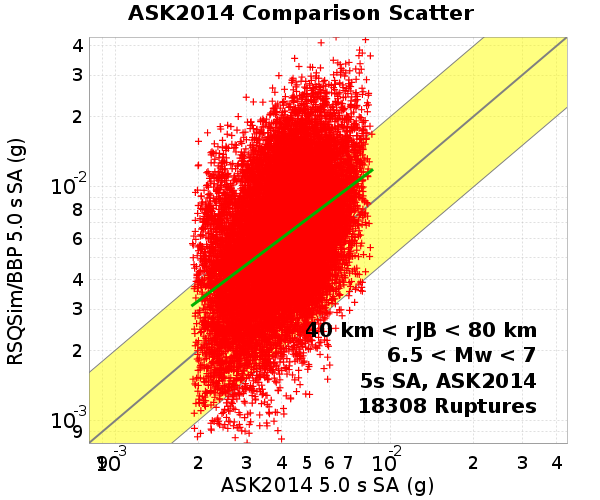 ASK2014 Comparison Scatter
RSQSim/BBP 5.0 s SA (g)
4
3
2
10⁻²
8
6
4
3
2
10⁻³
9
40 km < rJB < 80 km
6.5 < Mw < 7
5s SA, ASK2014
18308 Ruptures
9 10⁻³ 2 3 4 5 6 7 10⁻² 2 3 4
ASK2014 5.0 s SA (g)